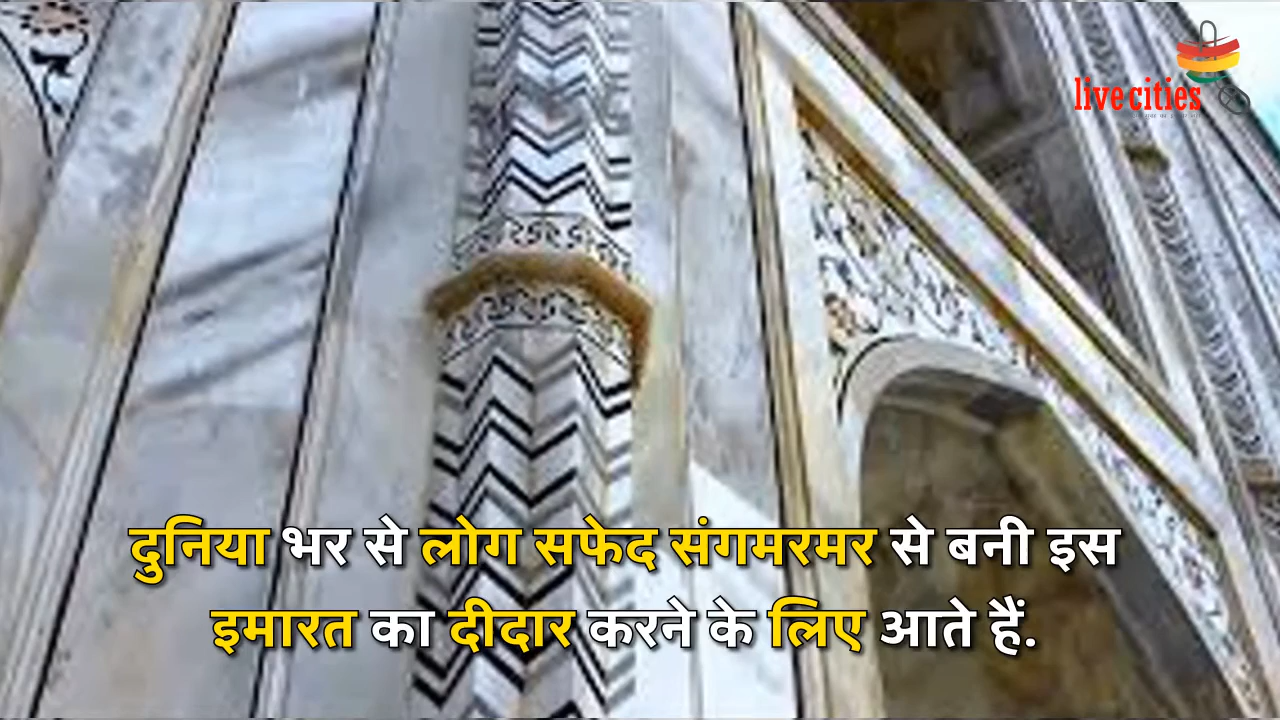 live cities
दुनिया भर से लोग सफेद संगमरमर से बनी इस
इमारत का दीदार करने के लिए आते हैं.